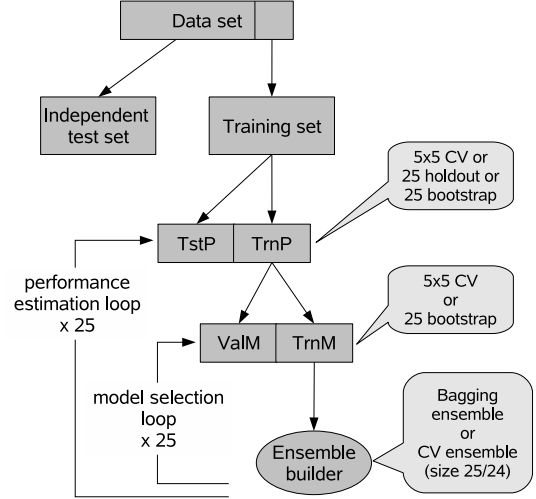 Data set
Independent
test set
Training set
5x5 CV or
25 holdout or
25 bootstrap
TstP
TrnP
performance
estimation loop
x 25
5x5 CV
or
25 bootstrap
ValM
TrnM
model selection
loop
x 25
Bagging
ensemble
or
CV ensemble
(size 25/24)
Ensemble
builder